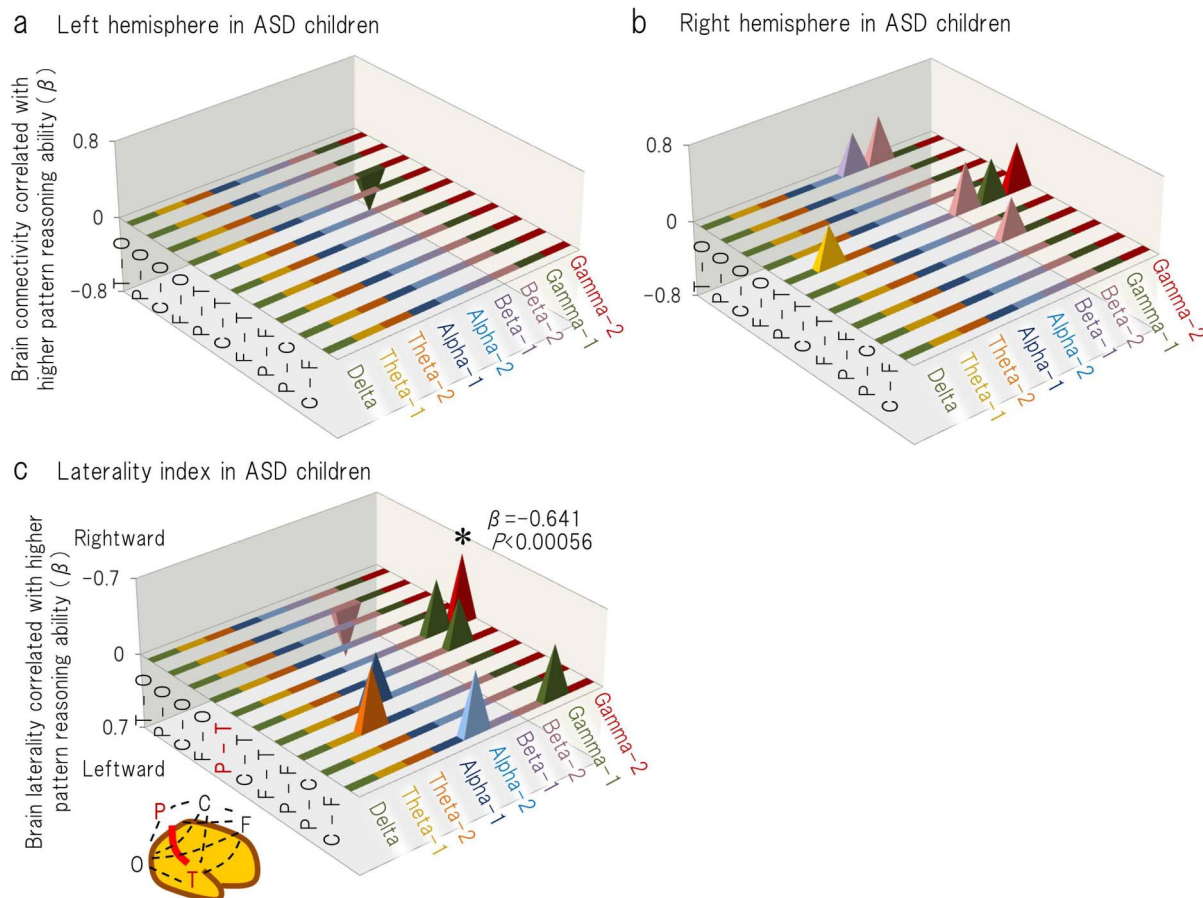 a Left hemisphere in ASD children
Brain connectivity correlated with
higher pattern reasoning ability (β)
0.8
0
-0.8
T-O
P-O
C-O
F-O
P-T
C-T
F-T
P-F
P-C
C-F
Delta
Theta-1
Theta-2
Alpha-1
Alpha-2
Beta-1
Beta-2
Gamma-1
Gamma-2
b Right hemisphere in ASD children
0.8
0
-0.8
T-O
P-O
C-O
F-O
P-T
C-T
F-T
P-F
P-C
C-F
Delta
Theta-1
Theta-2
Alpha-1
Alpha-2
Beta-1
Beta-2
Gamma-1
Gamma-2
c Laterality index in ASD children
Brain laterality correlated with higher
pattern reasoning ability (β)
Rightward
-0.7
0
0.7
Leftward
*
β=-0.641
P<0.00056
T-O
P-O
C-O
F-O
P-T
C-T
F-T
P-F
P-C
C-F
Delta
Theta-1
Theta-2
Alpha-1
Alpha-2
Beta-1
Beta-2
Gamma-1
Gamma-2
P
C
F
O
T